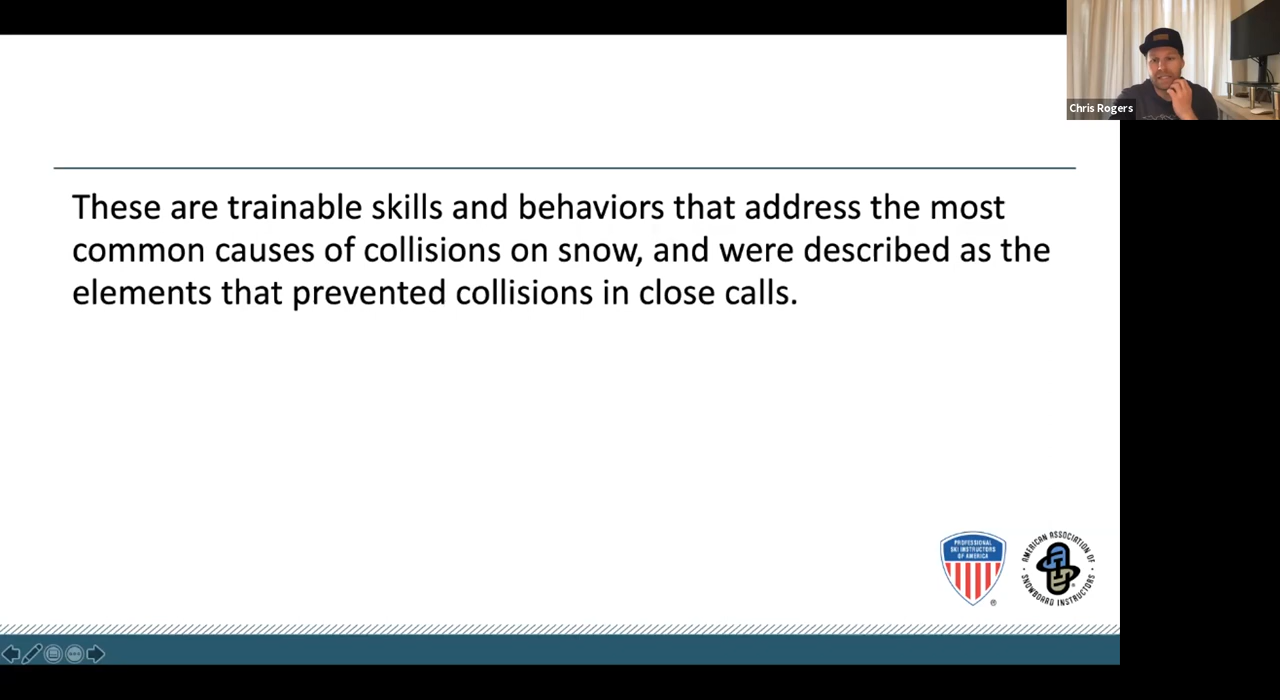 Chris Rogers
These are trainable skills and behaviors that address the most
common causes of collisions on snow, and were described as the
elements that prevented collisions in close calls.
PROFESSIONAL
SKI INSTRUCTORS
OF AMERICA
®
AMERICAN ASSOCIATION OF
SNOWBOARD INSTRUCTORS